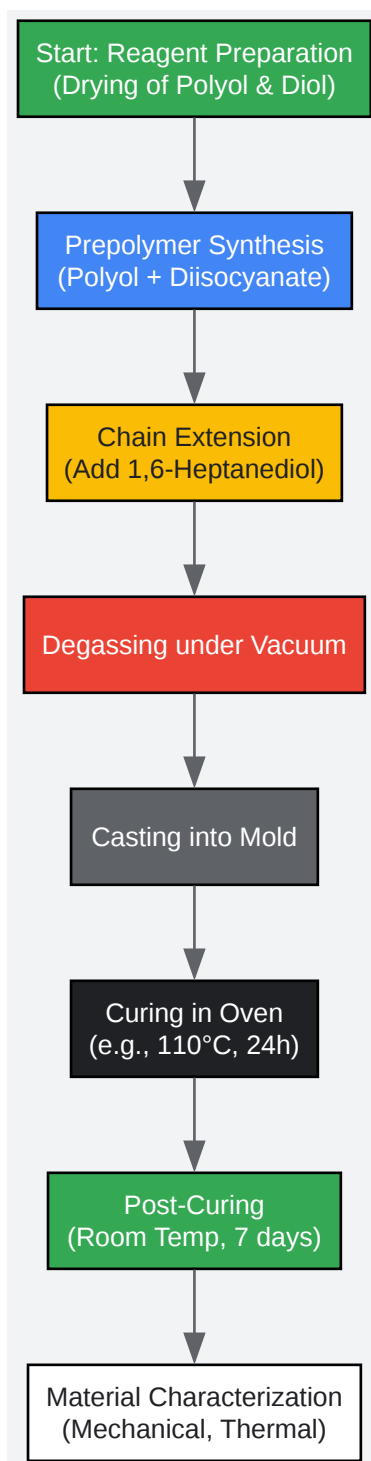 Start: Reagent Preparation
(Drying of Polyol & Diol)
Prepolymer Synthesis
(Polyol + Diisocyanate)
Chain Extension
(Add 1,6-Heptanediol)
Degassing under Vacuum
Casting into Mold
Curing in Oven
(e.g., 110°C, 24h)
Post-Curing
(Room Temp, 7 days)
Material Characterization
(Mechanical, Thermal)